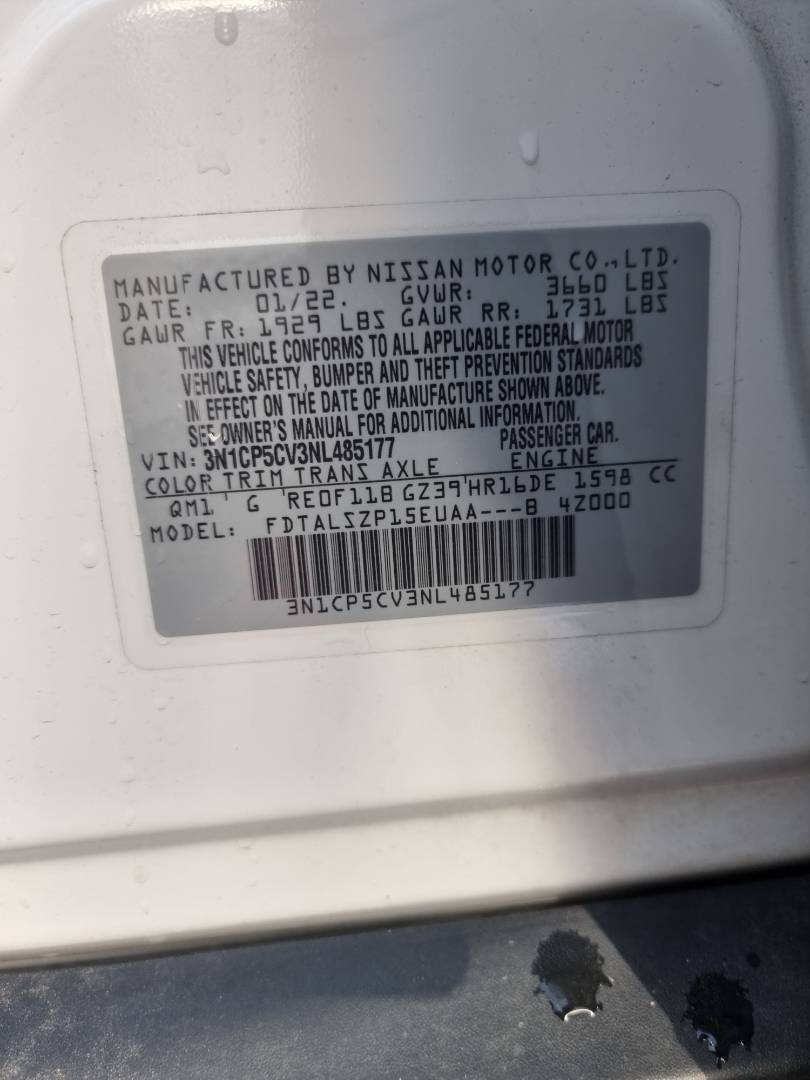 MANUFACTURED BY NISSAN MOTOR CO., LTD.
DATE: 01/22. GVWR: 3660 LBS
GAWR FR: 1929 LBS GAWR RR: 1731 LBS
THIS VEHICLE CONFORMS TO ALL APPLICABLE FEDERAL MOTOR
VEHICLE SAFETY, BUMPER AND THEFT PREVENTION STANDARDS
IN EFFECT ON THE DATE OF MANUFACTURE SHOWN ABOVE.
SEE OWNER'S MANUAL FOR ADDITIONAL INFORMATION.
VIN: 3N1CP5CV3NL485177 PASSENGER CAR.
COLOR TRIM TRANS AXLE ENGINE
QM1 G RE0F11B GZ39 HR16DE 1598 CC
MODEL: FDTALSZP15EUAA---B 4Z000
3N1CP5CV3NL485177